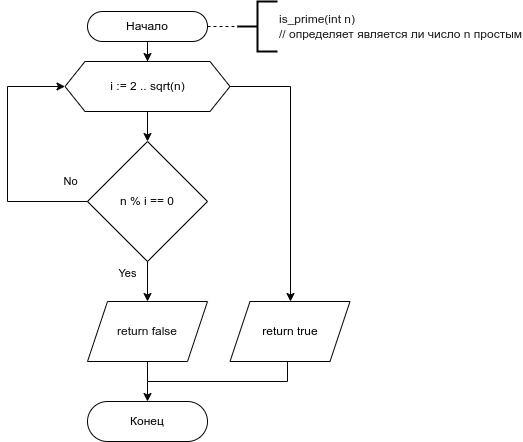 Начало
is_prime(int n)
// определяет является ли число n простым
i := 2 .. sqrt(n)
No
n % i == 0
Yes
return false
return true
Конец